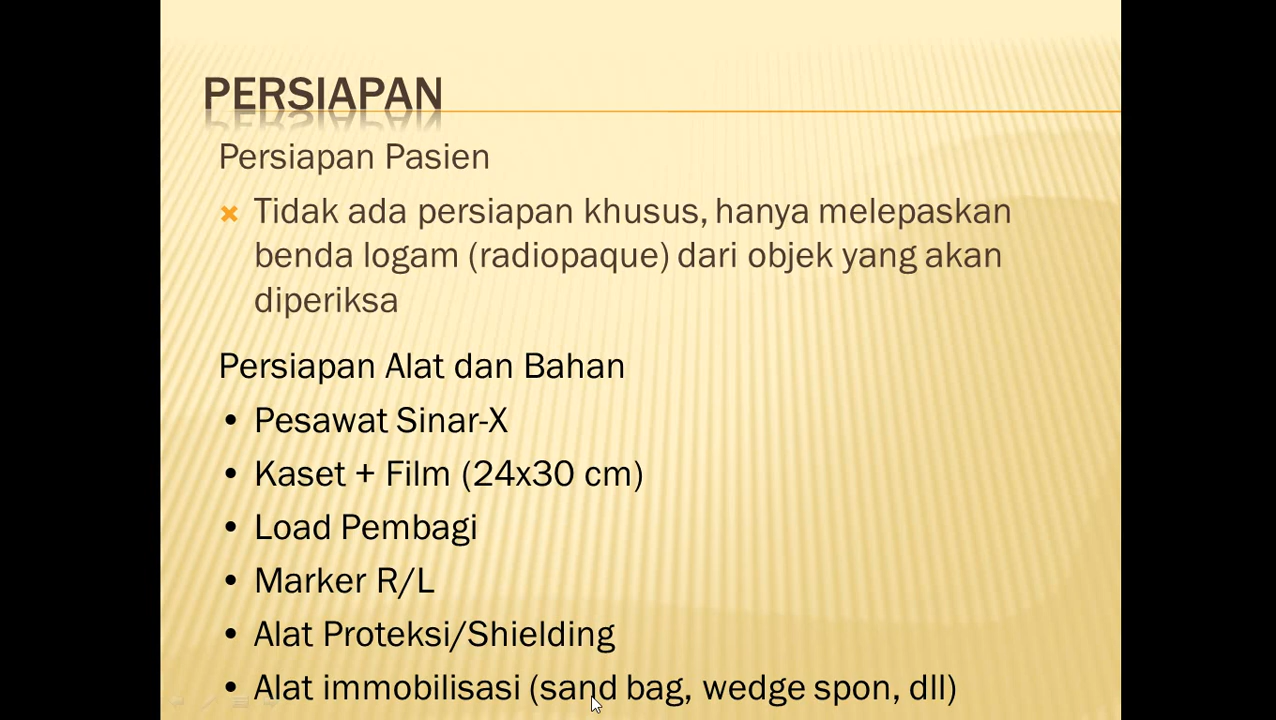 PERSIAPAN
Persiapan Pasien
Tidak ada persiapan khusus, hanya melepaskan
benda logam (radiopaque) dari objek yang akan
diperiksa
Persiapan Alat dan Bahan
• Pesawat Sinar-X
• Kaset + Film (24x30 cm)
• Load Pembagi
• Marker R/L
• Alat Proteksi/Shielding
• Alat immobilisasi (sand bag, wedge spon, dll)